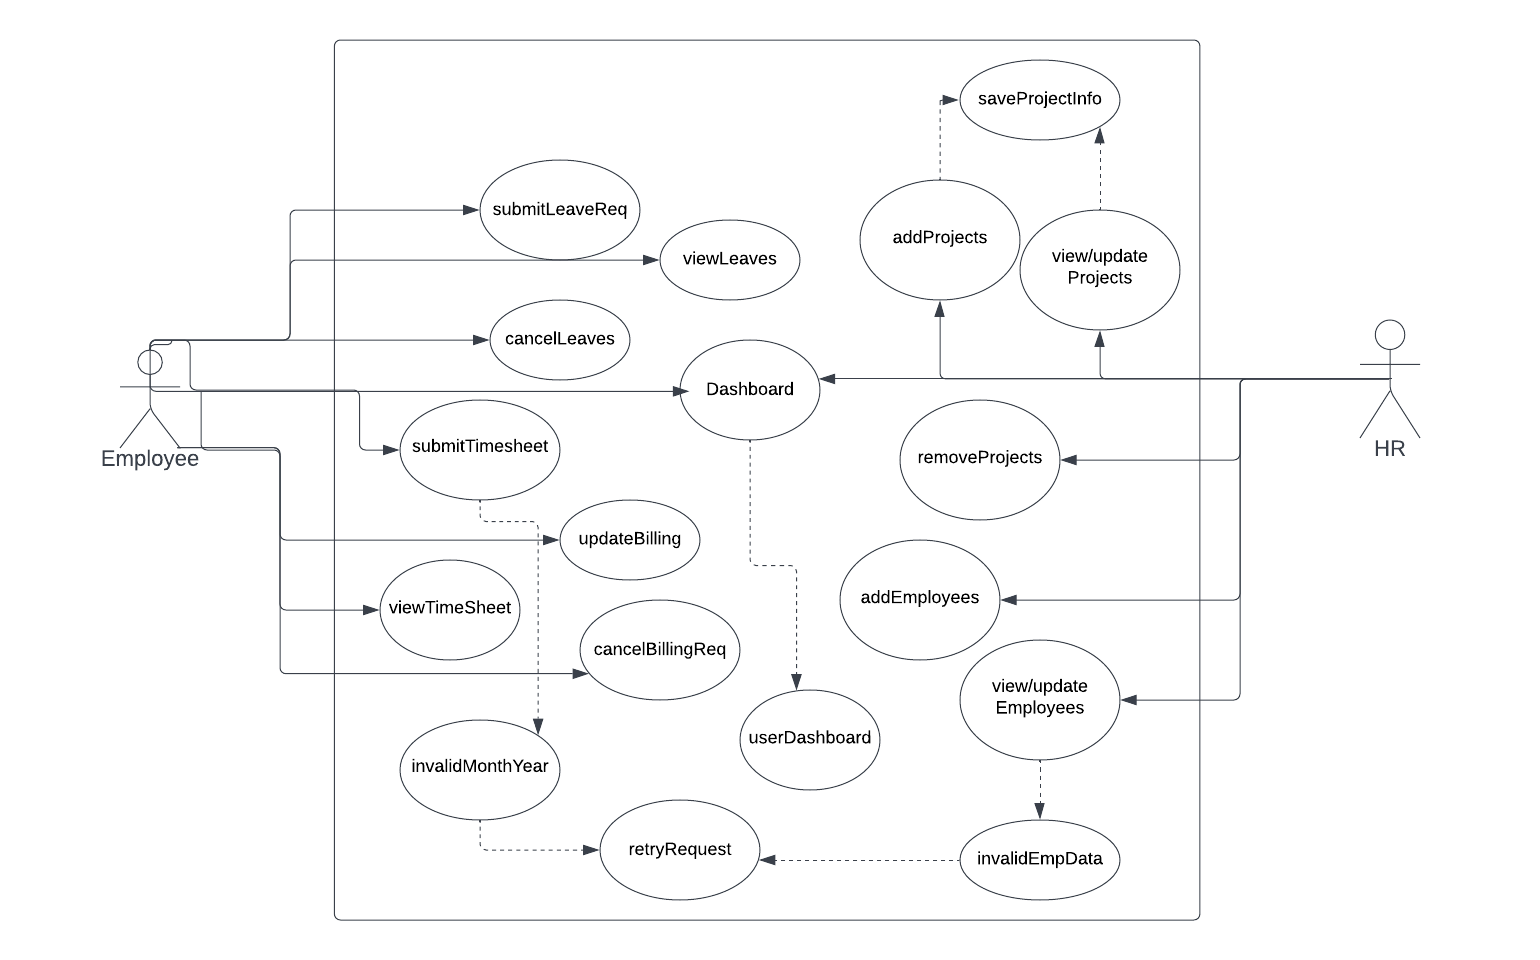 saveProjectInfo
submitLeaveReq
addProjects
viewLeaves
view/update
Projects
cancelLeaves
Dashboard
Employee
submitTimesheet
removeProjects
HR
updateBilling
viewTimeSheet
addEmployees
cancelBillingReq
view/update
Employees
userDashboard
invalidMonthYear
retryRequest
invalidEmpData